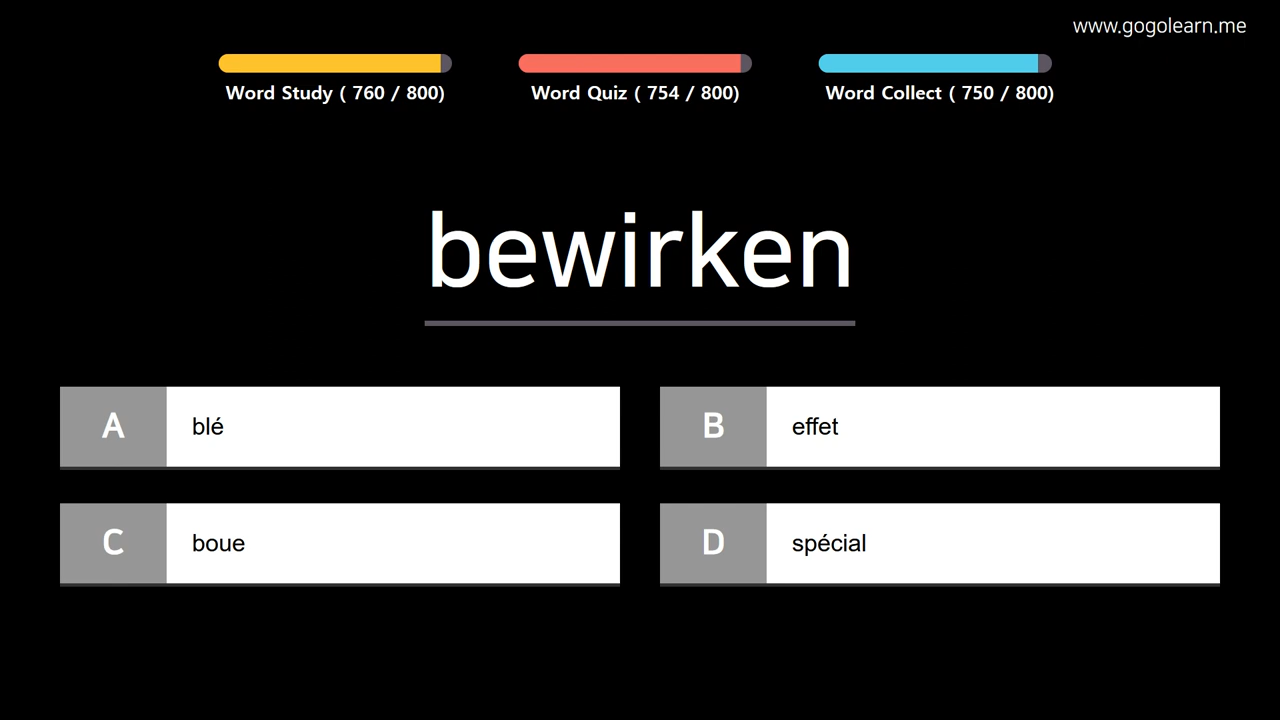 www.gogolearn.me
Word Study ( 760 / 800)
Word Quiz ( 754 / 800)
Word Collect ( 750 / 800)
bewirken
A blé
B effet
C boue
D spécial